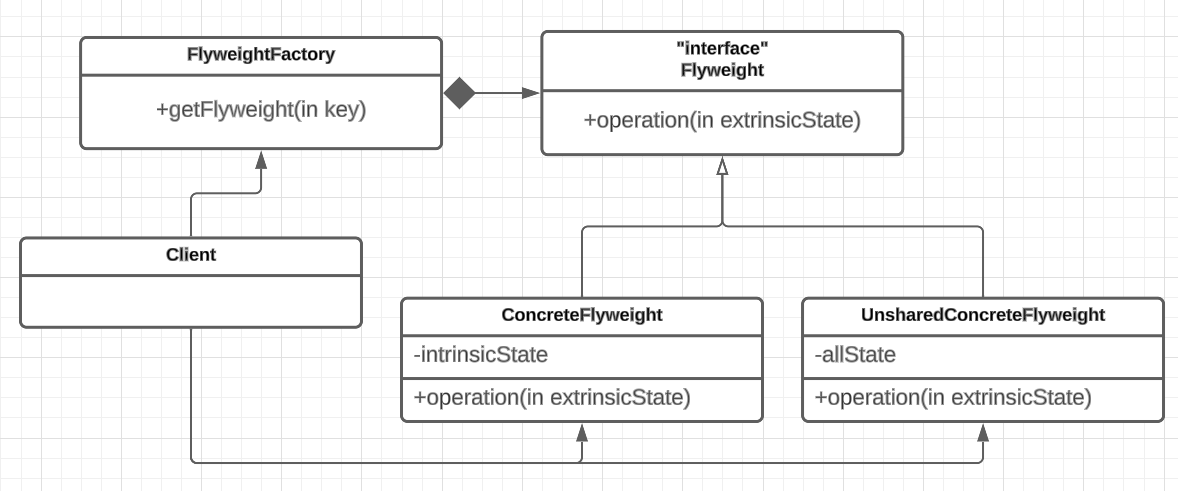 FlyweightFactory
+getFlyweight(in key)
"interface"
Flyweight
+operation(in extrinsicState)
Client
ConcreteFlyweight
-intrinsicState
+operation(in extrinsicState)
UnsharedConcreteFlyweight
-allState
+operation(in extrinsicState)